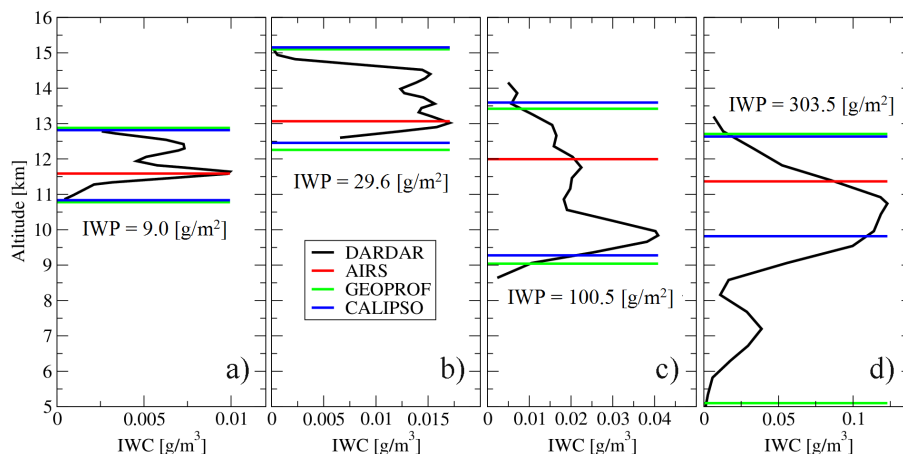 16
15
14
13
12
11
10
9
8
7
6
5
Altitude [km]
IWP = 9.0 [g/m²]
a)
0 0.005 0.01
IWC [g/m³]
IWP = 29.6 [g/m²]
DARDAR
AIRS
GEOPROF
CALIPSO
b)
0 0.005 0.01 0.015
IWC [g/m³]
IWP = 100.5 [g/m²]
c)
0 0.01 0.02 0.03 0.04
IWC [g/m³]
IWP = 303.5 [g/m²]
d)
0 0.05 0.1
IWC [g/m³]